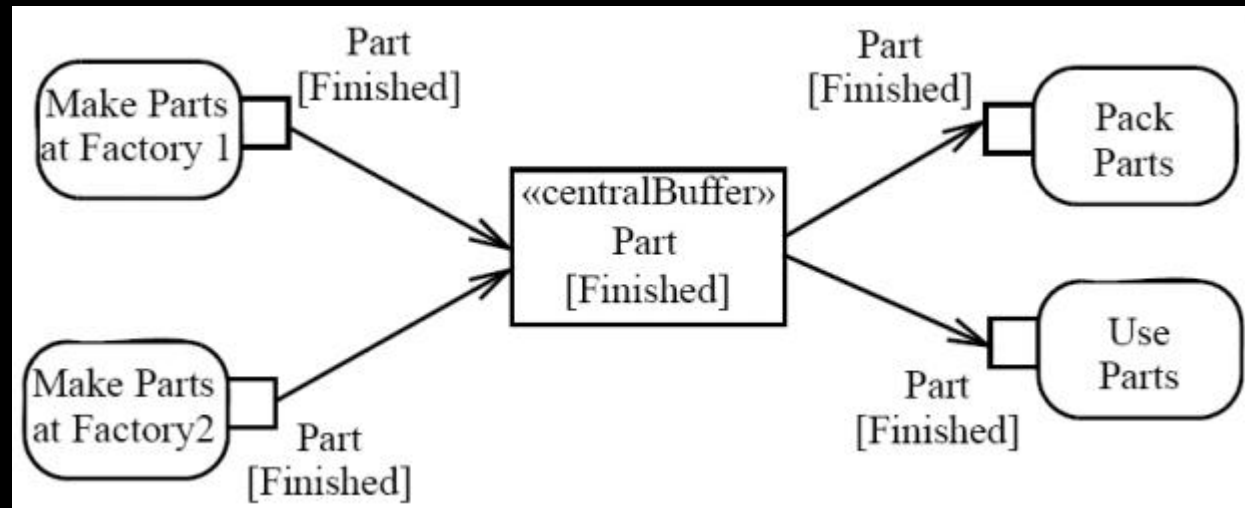 Make Parts
at Factory 1
Part
[Finished]
Make Parts
at Factory2
Part
[Finished]
«centralBuffer»
Part
[Finished]
Part
[Finished]
Pack
Parts
Part
[Finished]
Use
Parts